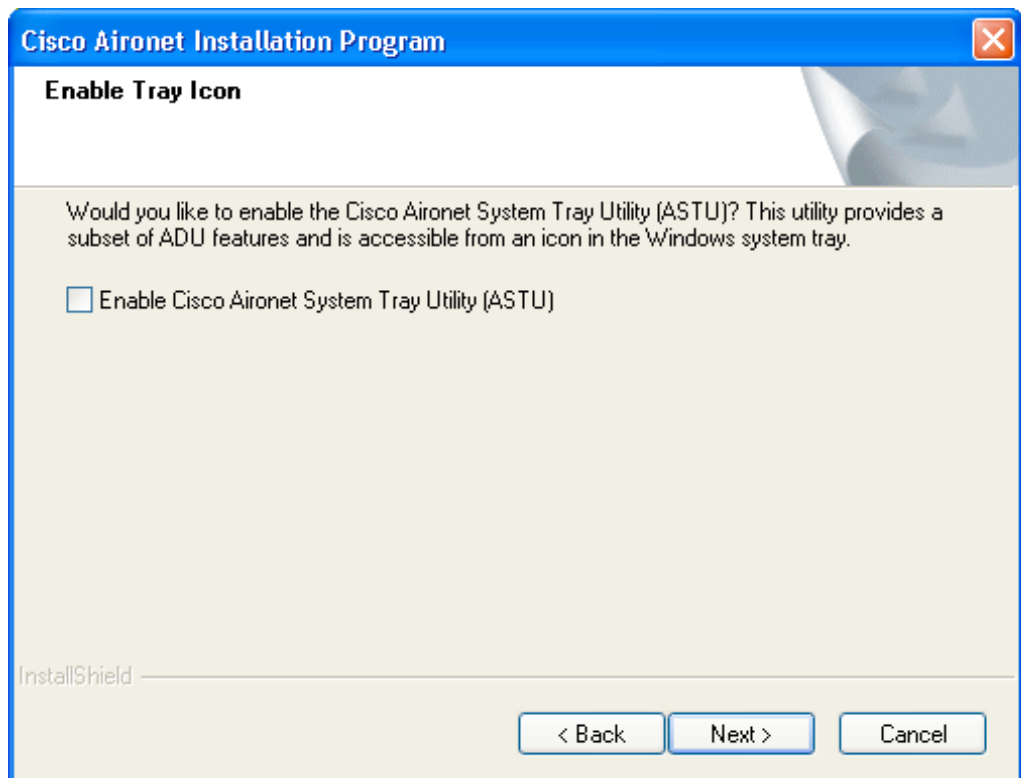 Cisco Aironet Installation Program
Enable Tray Icon
Would you like to enable the Cisco Aironet System Tray Utility (ASTU)? This utility provides a
subset of ADU features and is accessible from an icon in the Windows system tray.
Enable Cisco Aironet System Tray Utility (ASTU)
InstallShield
< Back
Next >
Cancel